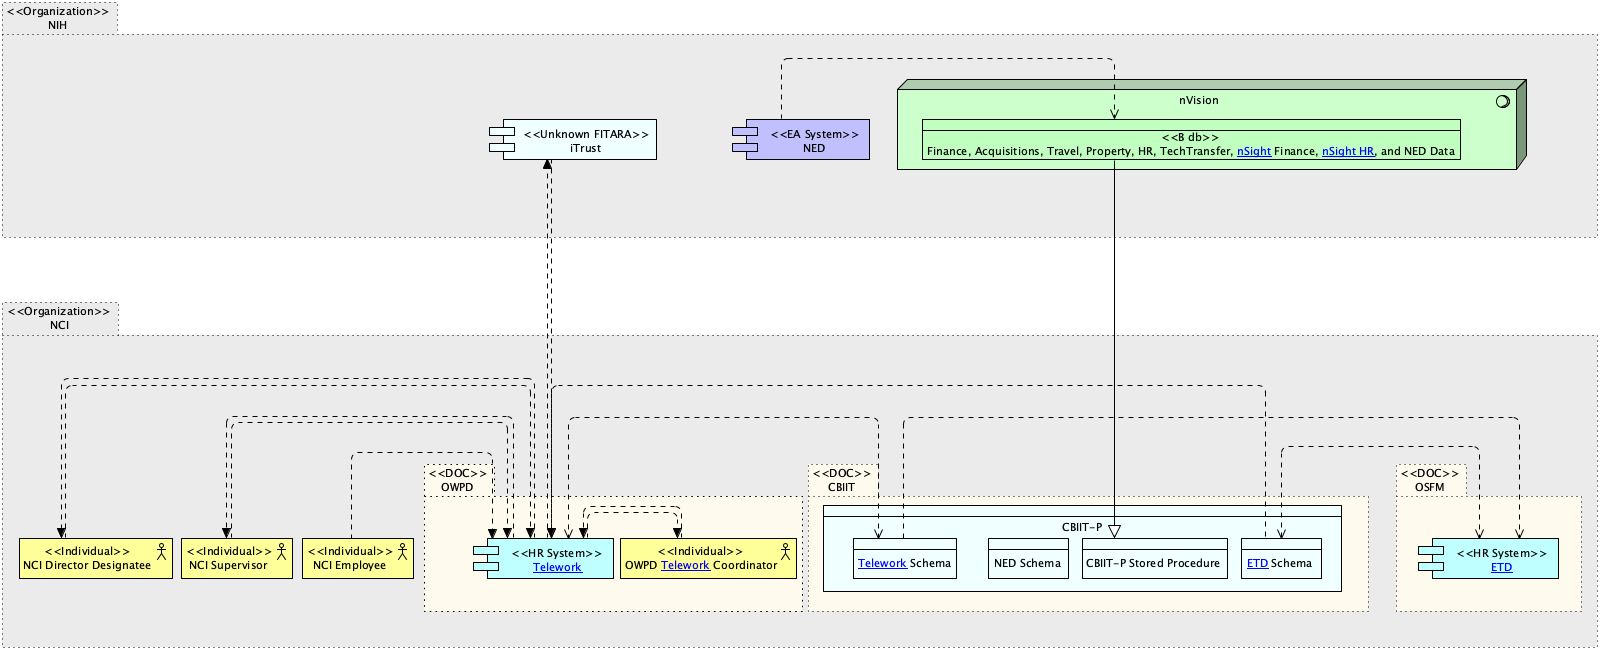 <<Organization>>
NIH
nVision
<<Unknown FITARA>>
iTrust
<<EA System>>
NED
<<B db>>
Finance, Acquisitions, Travel, Property, HR, TechTransfer, nSight Finance, nSight HR, and NED Data
<<Organization>>
NCI
<<DOC>>
OWPD
<<DOC>>
CBIIT
<<DOC>>
OSFM
CBIIT-P
<<Individual>>
NCI Director Designatee
<<Individual>>
NCI Supervisor
<<Individual>>
NCI Employee
<<HR System>>
Telework
<<Individual>>
OWPD Telework Coordinator
Telework Schema
NED Schema
CBIIT-P Stored Procedure
ETD Schema
<<HR System>>
ETD